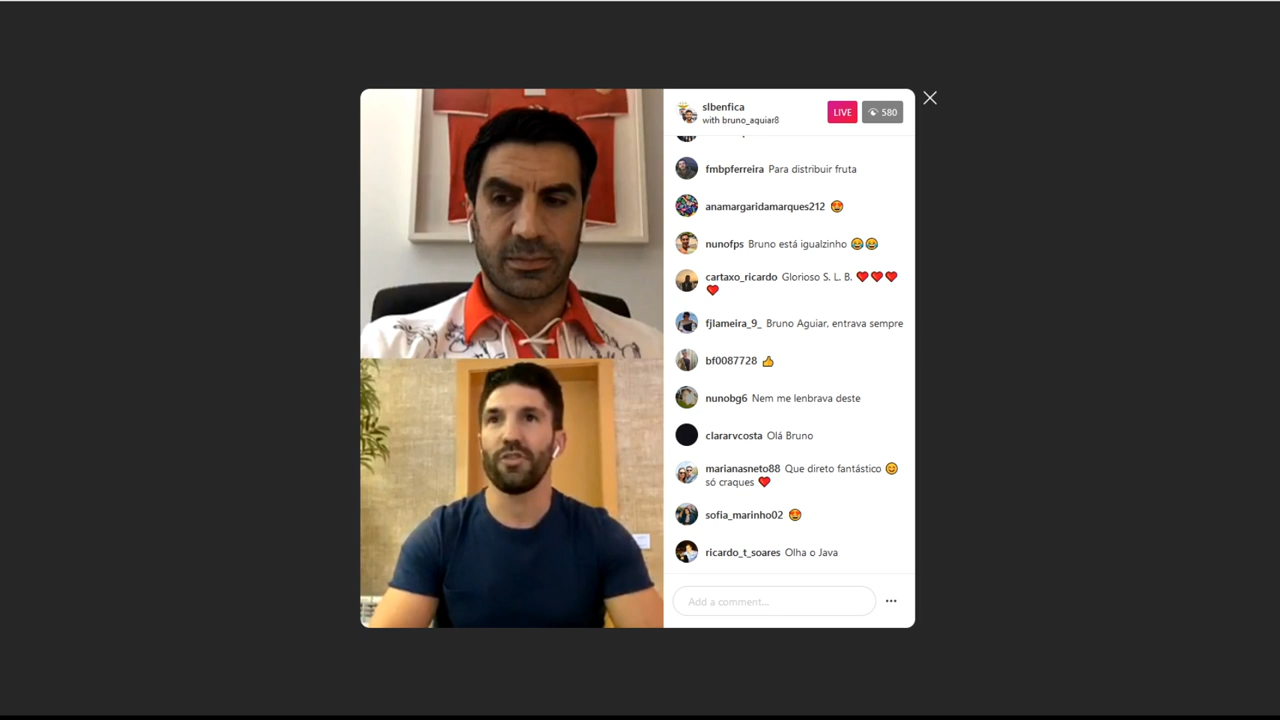 slbenfica
with bruno_aguiar8
LIVE
580
fmbpferreira Para distribuir fruta
anamargaridamarques212 🤩
nunofps Bruno está igualzinho 😂😂
cartaxo_ricardo Glorioso S. L. B. ❤️❤️❤️
❤️
fjlameira_9_ Bruno Aguiar, entrava sempre
bf0087728 👍
nunobg6 Nem me lenbrava deste
clararvcosta Olá Bruno
marianasneto88 Que direto fantástico 😊
só craques ❤️
sofia_marinho02 🤩
ricardo_t_soares Olha o Java
Add a comment...